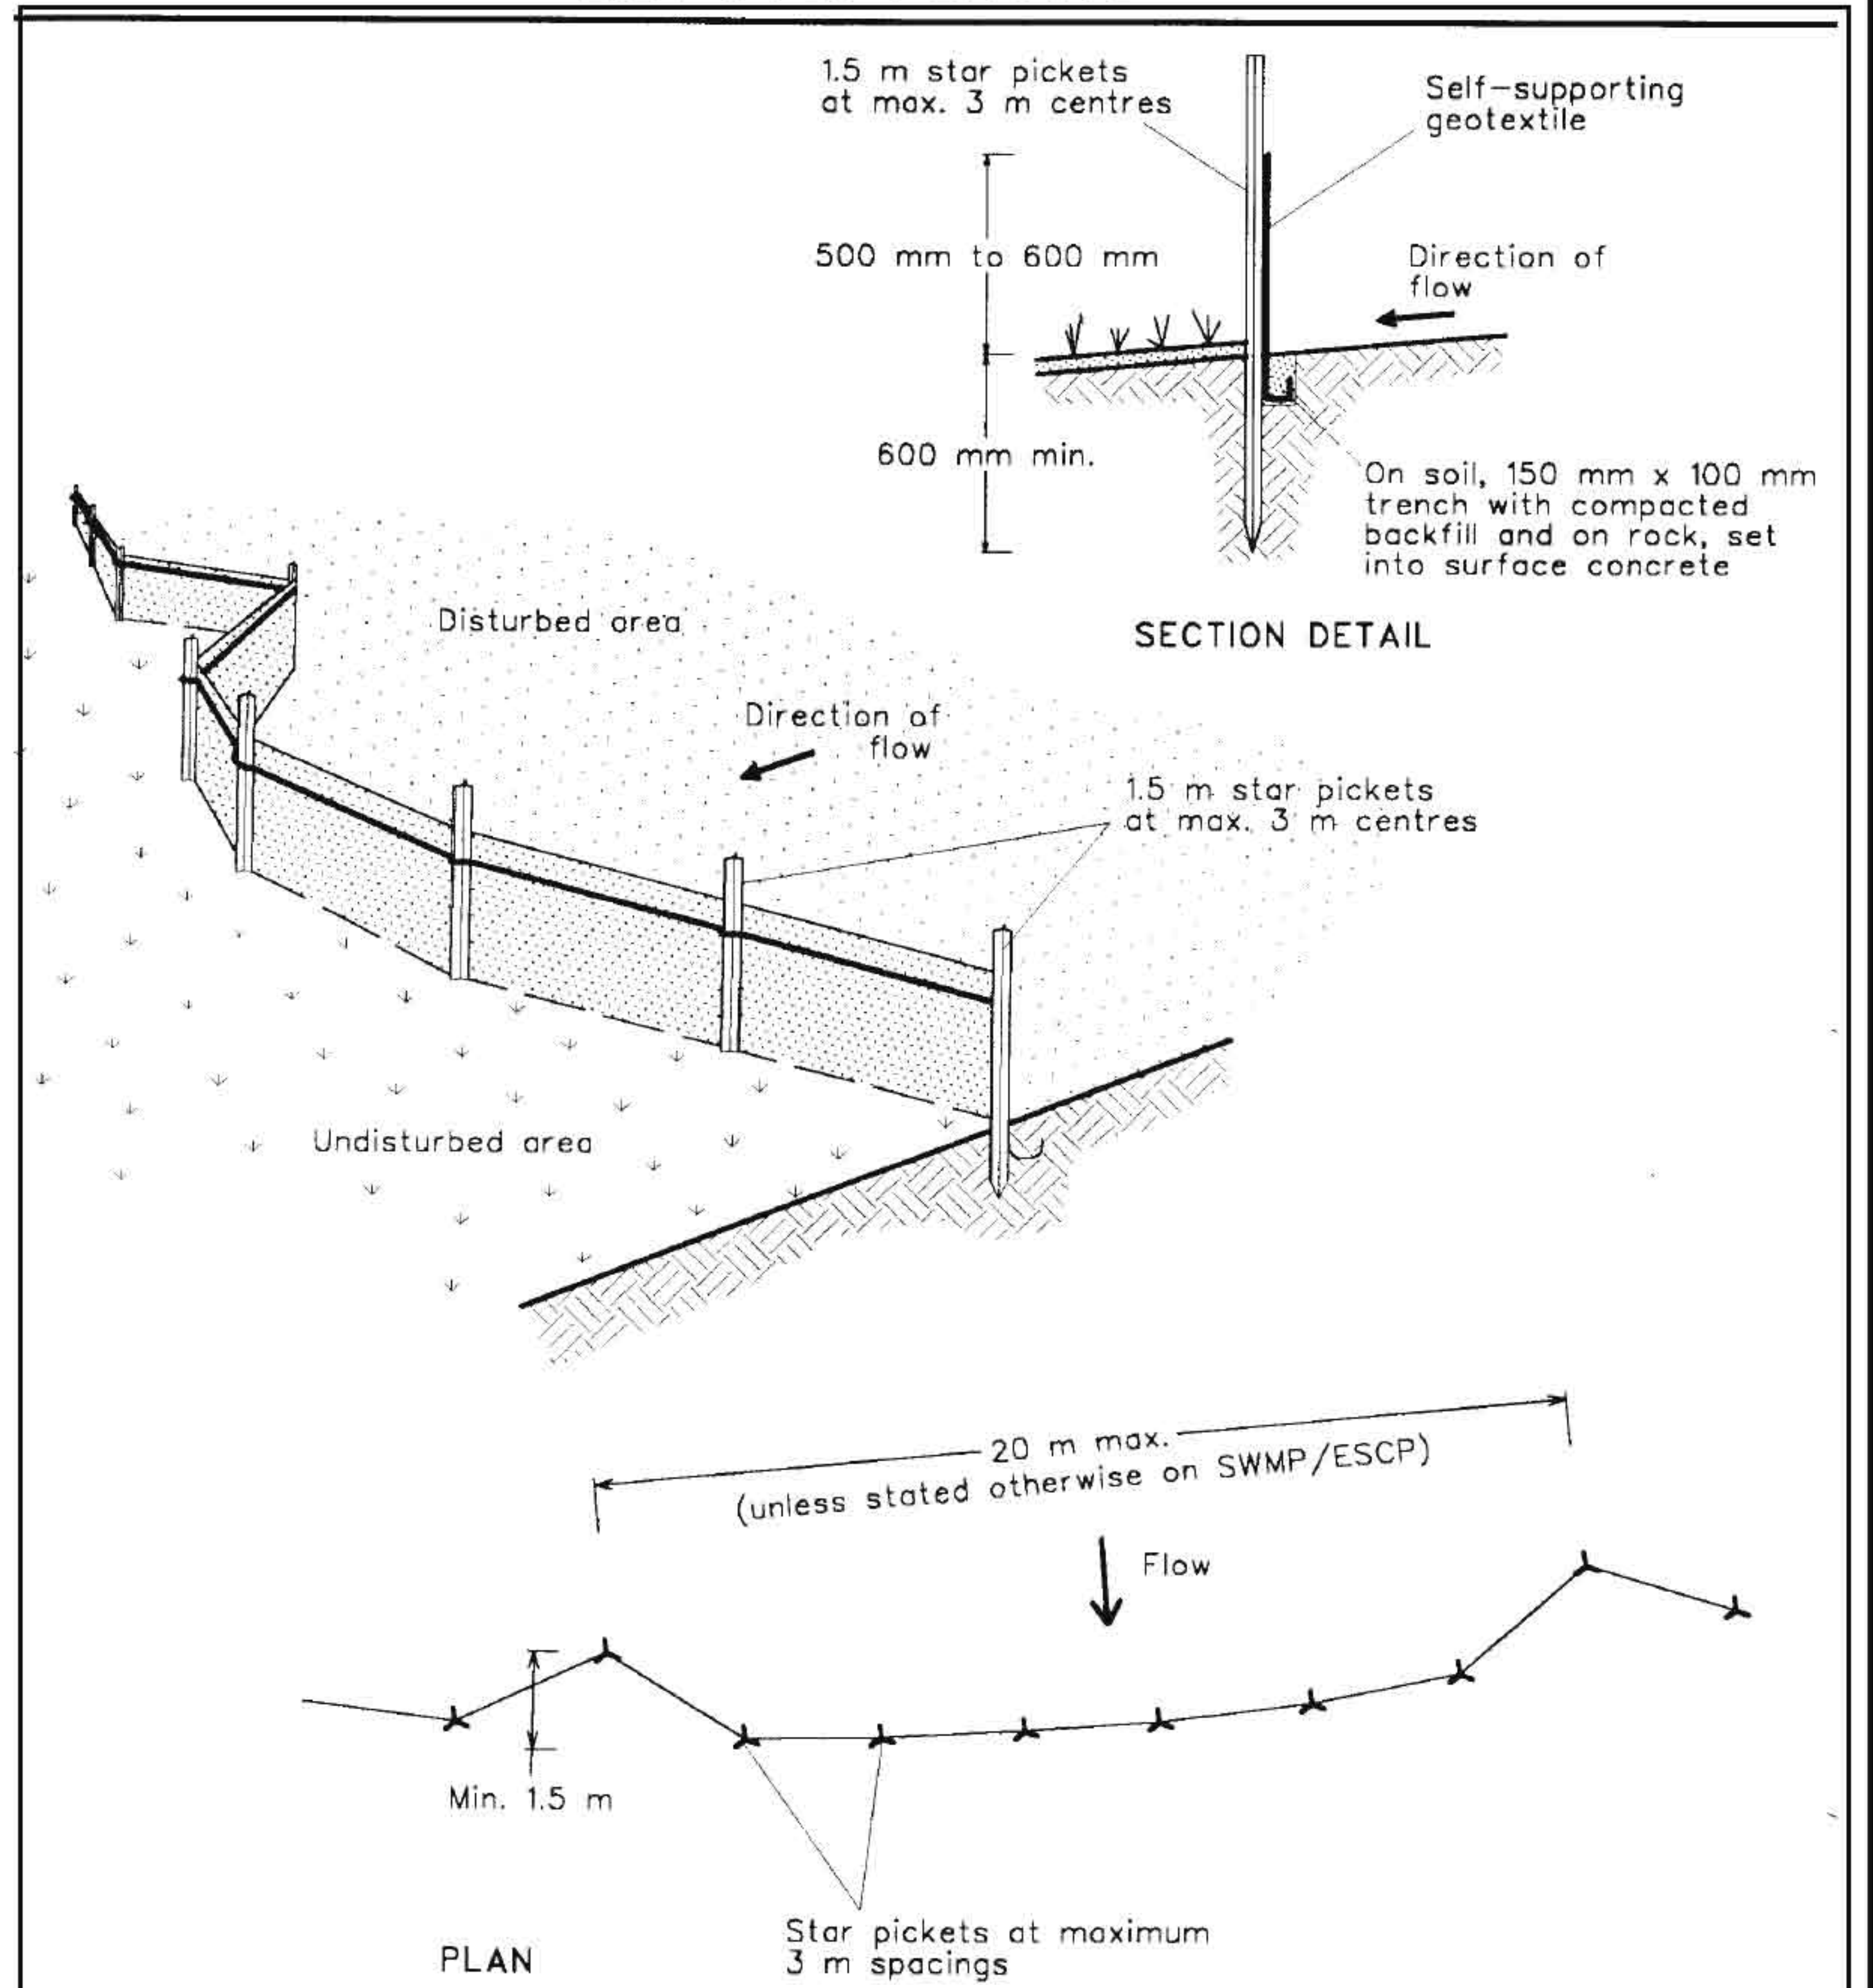 1.5 m star pickets
at max. 3 m centres
Self-supporting
geotextile
500 mm to 600 mm
Direction of
flow
600 mm min.
On soil, 150 mm x 100 mm
trench with compacted
backfill and on rock, set
into surface concrete
SECTION DETAIL
Disturbed area
Direction of
flow
1.5 m star pickets
at max. 3 m centres
Undisturbed area
20 m max.
(unless stated otherwise on SWMP/ESCP)
Flow
Min. 1.5 m
Star pickets at maximum
3 m spacings
PLAN